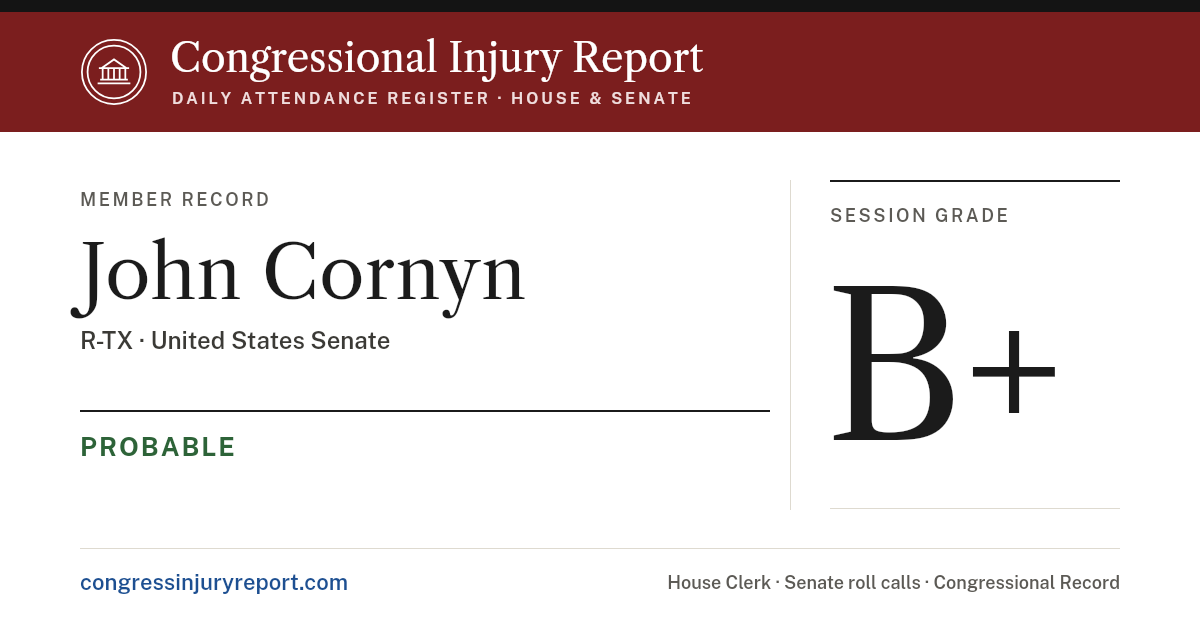 Congressional Injury Report
DAILY ATTENDANCE REGISTER · HOUSE & SENATE
MEMBER RECORD
John Cornyn
R-TX · United States Senate
PROBABLE
SESSION GRADE
B+
congressinjuryreport.com
House Clerk · Senate roll calls · Congressional Record